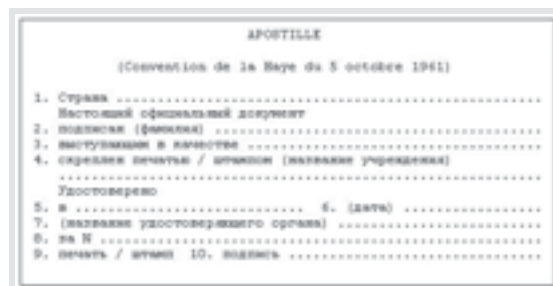 APOSTILLE
(Convention de la Haye du 5 octobre 1961)
1. Страна ..................................................
Настоящий официальный документ
2. подписан (фамилия) ......................................
3. выступающим в качестве ..................................
4. скреплен печатью / штампом (название учреждения)
............................................................
Удостоверено
5. в ............................ 6. (дата) ....................
7. (название удостоверяющего органа) ........................
8. за N .....................................................
9. печать / штамп 10. подпись ...............................